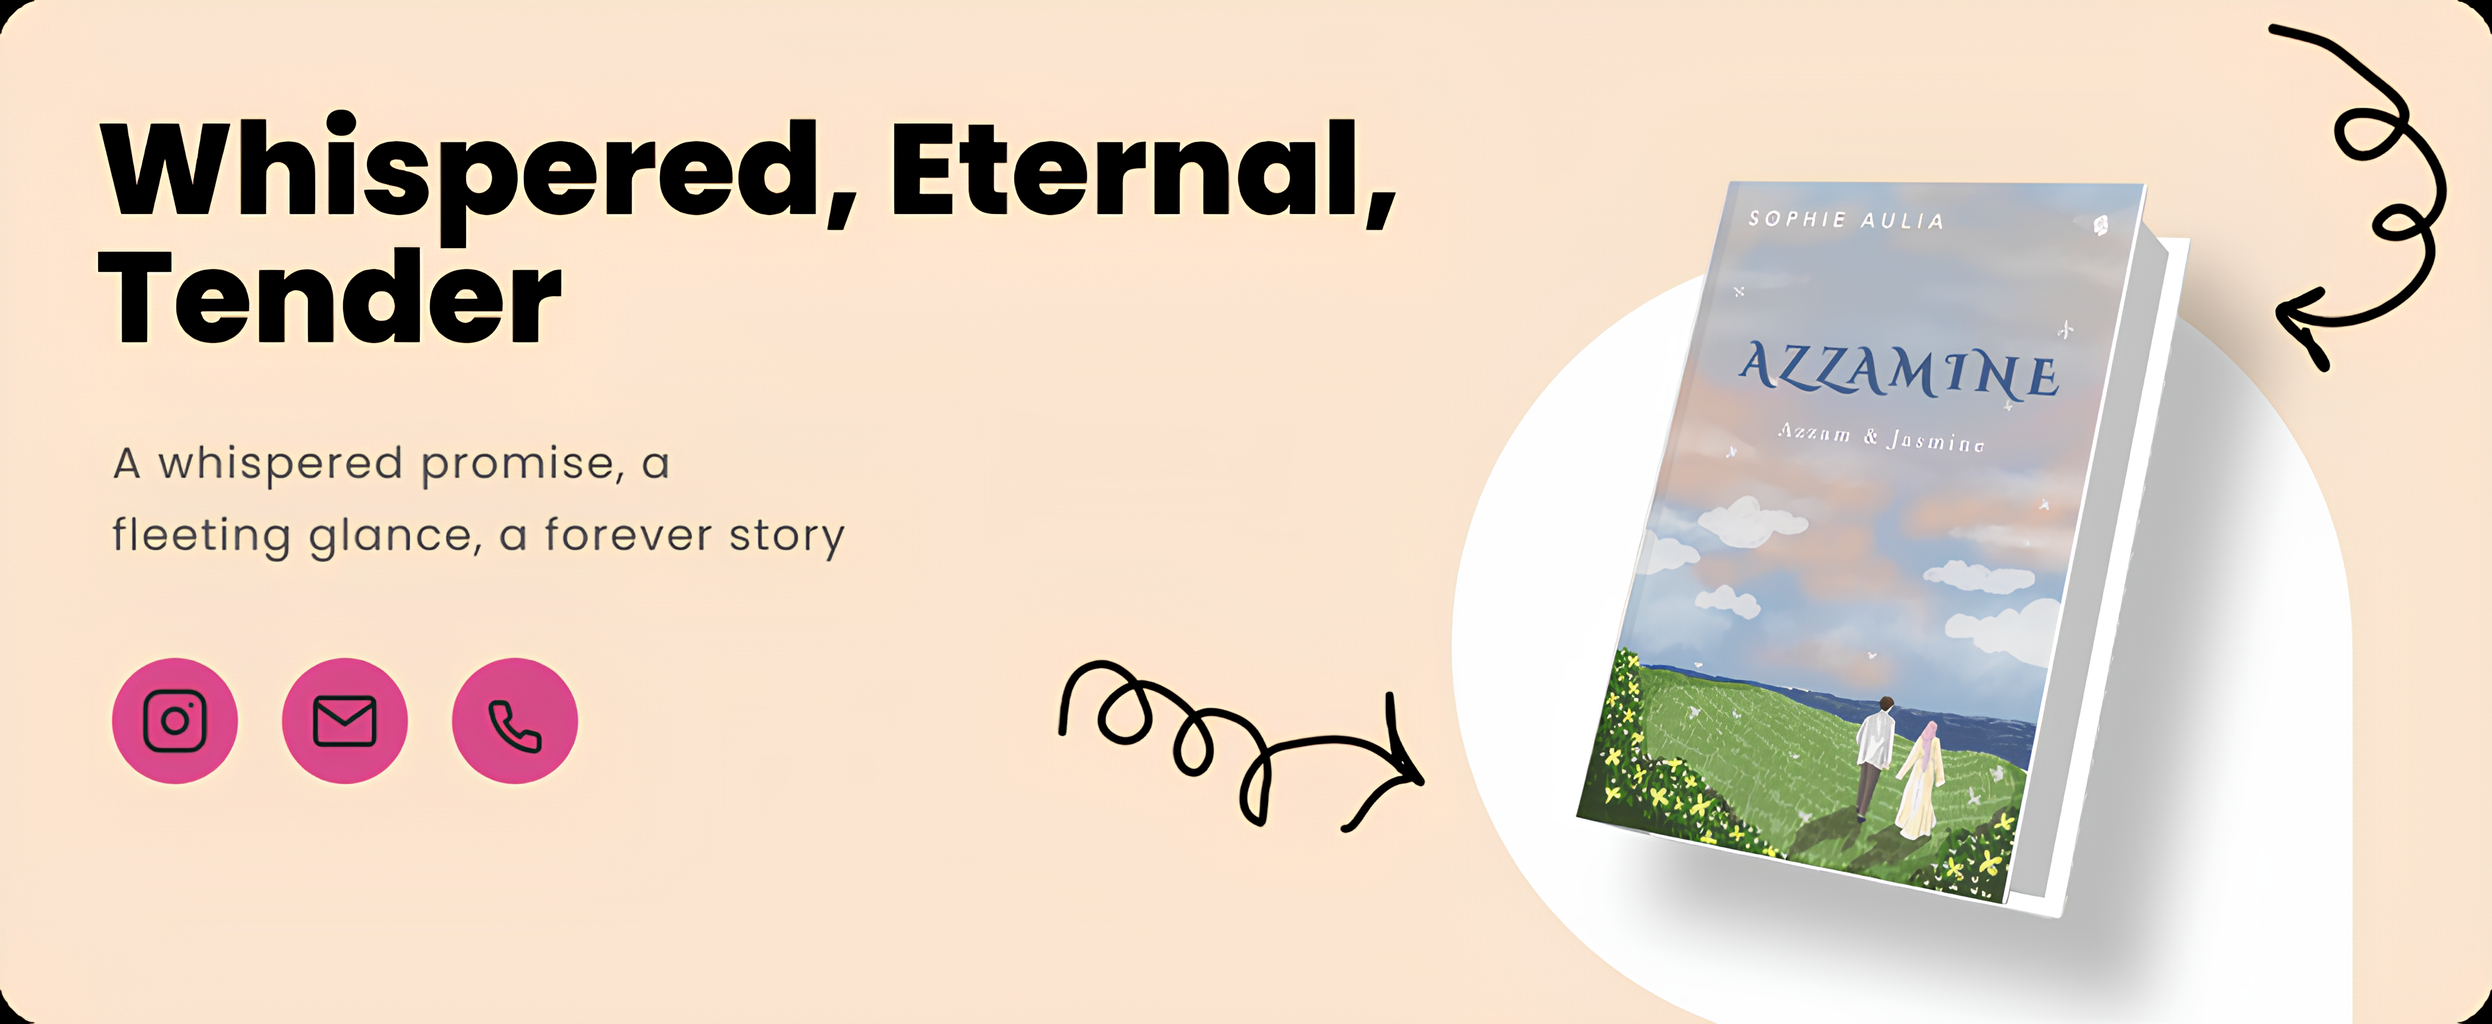 Whispered, Eternal,
Tender
A whispered promise, a
fleeting glance, a forever story
SOPHIE AULIA
AZZAMINE
Azzam & Jasmine